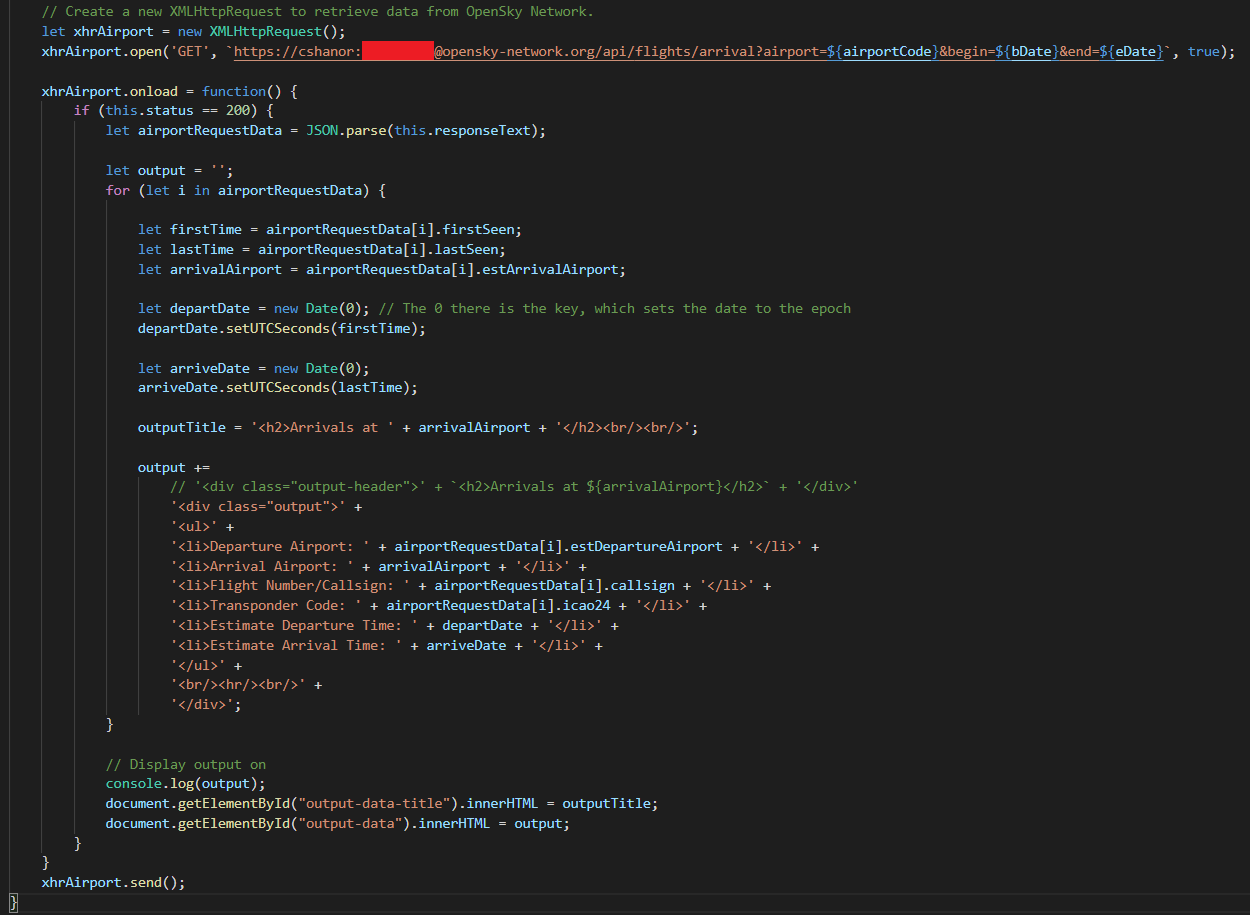 // Create a new XMLHttpRequest to retrieve data from OpenSky Network.
let xhrAirport = new XMLHttpRequest();
xhrAirport.open('GET', `https://cshanor:@opensky-network.org/api/flights/arrival?airport=${airportCode}&begin=${bDate}&end=${eDate}`, true);
xhrAirport.onload = function() {
if (this.status == 200) {
let airportRequestData = JSON.parse(this.responseText);
let output = '';
for (let i in airportRequestData) {
let firstTime = airportRequestData[i].firstSeen;
let lastTime = airportRequestData[i].lastSeen;
let arrivalAirport = airportRequestData[i].estArrivalAirport;
let departDate = new Date(0); // The 0 there is the key, which sets the date to the epoch
departDate.setUTCSeconds(firstTime);
let arriveDate = new Date(0);
arriveDate.setUTCSeconds(lastTime);
outputTitle = '<h2>Arrivals at ' + arrivalAirport + '</h2><br/><br/>';
output +=
// '<div class="output-header">' + `<h2>Arrivals at ${arrivalAirport}</h2>` + '</div>'
'<div class="output">' +
'<ul>' +
'<li>Departure Airport: ' + airportRequestData[i].estDepartureAirport + '</li>' +
'<li>Arrival Airport: ' + arrivalAirport + '</li>' +
'<li>Flight Number/Callsign: ' + airportRequestData[i].callsign + '</li>' +
'<li>Transponder Code: ' + airportRequestData[i].icao24 + '</li>' +
'<li>Estimate Departure Time: ' + departDate + '</li>' +
'<li>Estimate Arrival Time: ' + arriveDate + '</li>' +
'</ul>' +
'<br/><hr/><br/>' +
'</div>';
}
// Display output on
console.log(output);
document.getElementById("output-data-title").innerHTML = outputTitle;
document.getElementById("output-data").innerHTML = output;
}
}
xhrAirport.send();
}